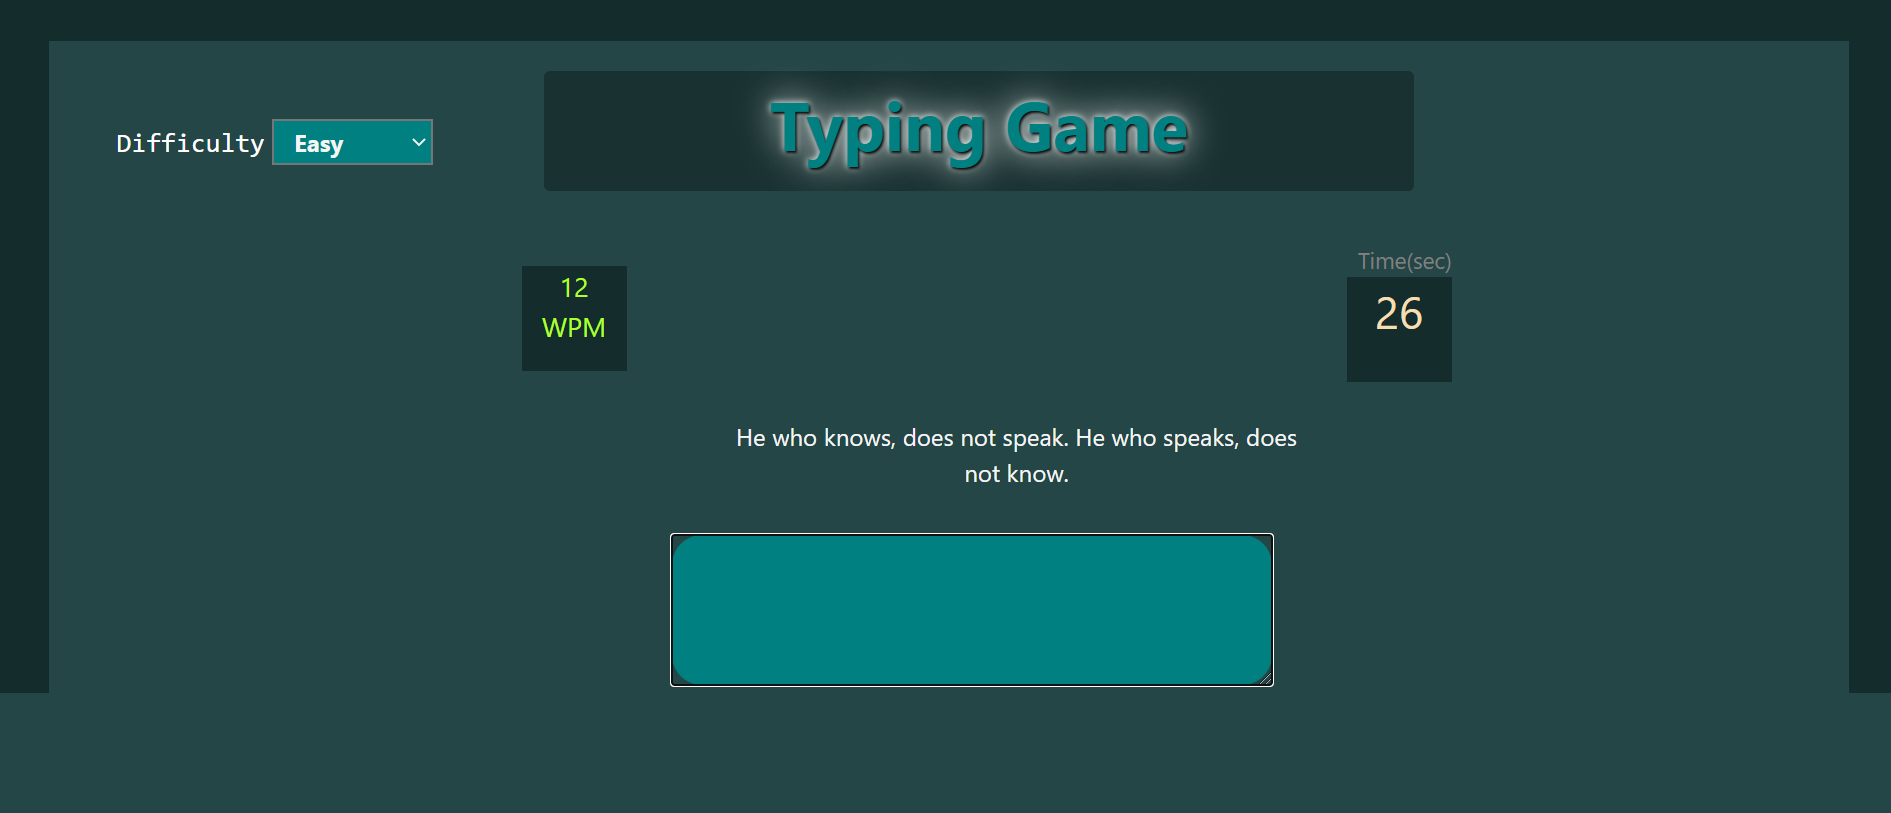 Typing Game
Difficulty Easy
Time(sec)
12
WPM
26
He who knows, does not speak. He who speaks, does
not know.